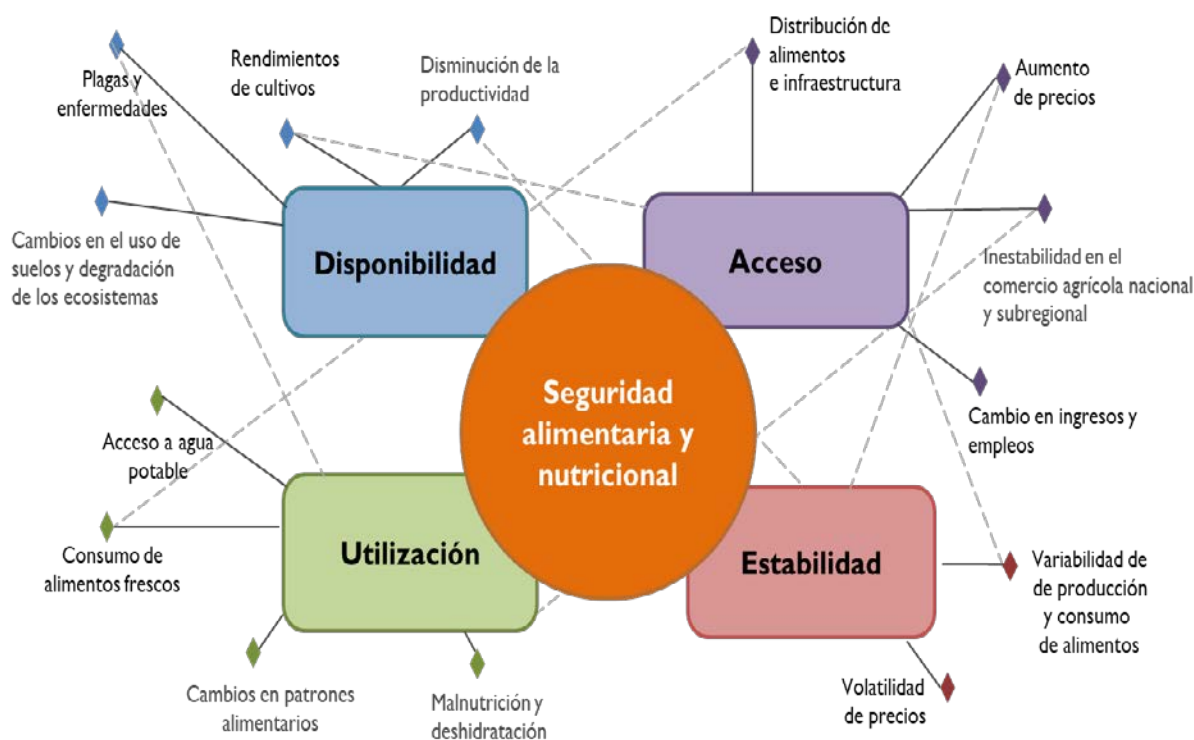 Plagas y
enfermedades
Rendimientos
de cultivos
Disminución de la
productividad
Distribución de
alimentos
e infraestructura
Aumento
de precios
Cambios en el uso de
suelos y degradación
de los ecosistemas
Disponibilidad
Acceso
Inestabilidad en el
comercio agrícola nacional
y subregional
Seguridad
alimentaria y
nutricional
Acceso a agua
potable
Cambio en ingresos y
empleos
Consumo de
alimentos frescos
Utilización
Estabilidad
Variabilidad de
de producción
y consumo
de alimentos
Cambios en patrones
alimentarios
Malnutrición y
deshidratación
Volatilidad
de precios